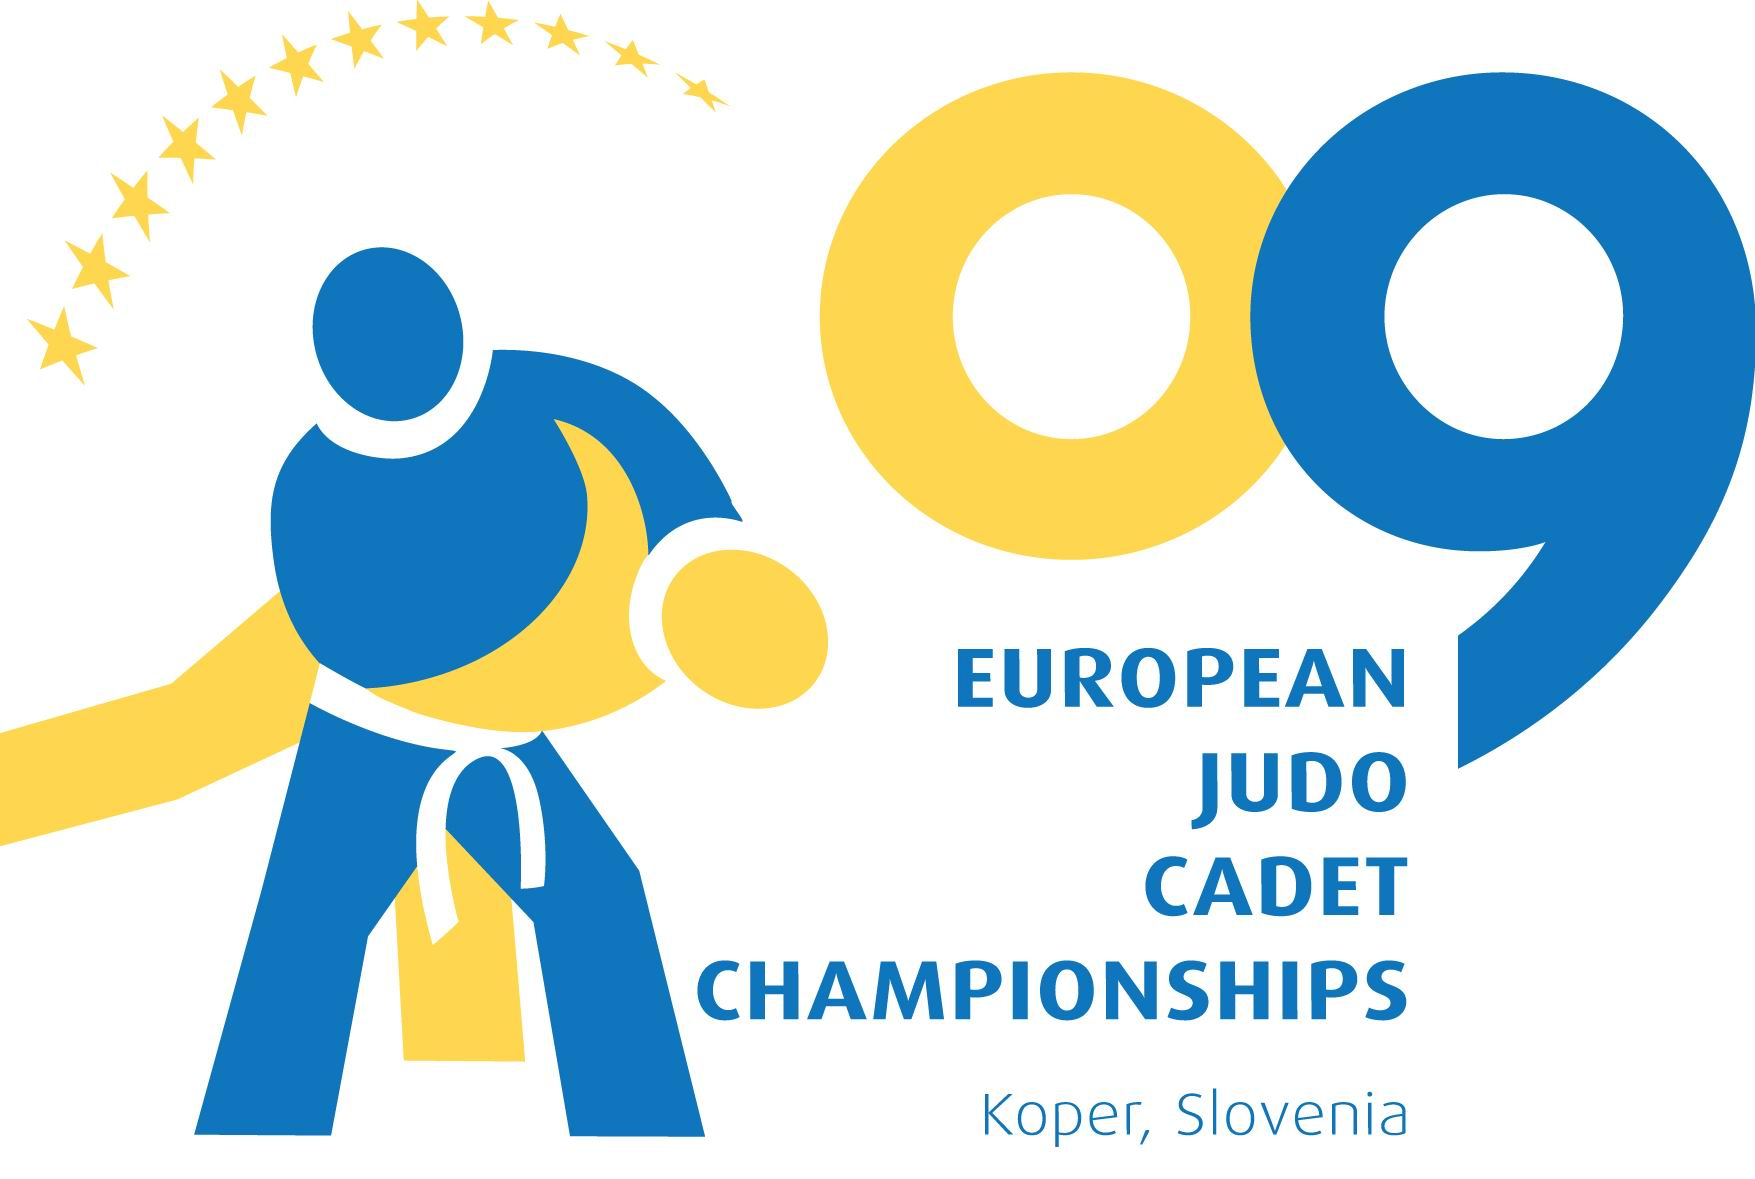 09
EUROPEAN
JUDO
CADET
CHAMPIONSHIPS
Koper, Slovenia